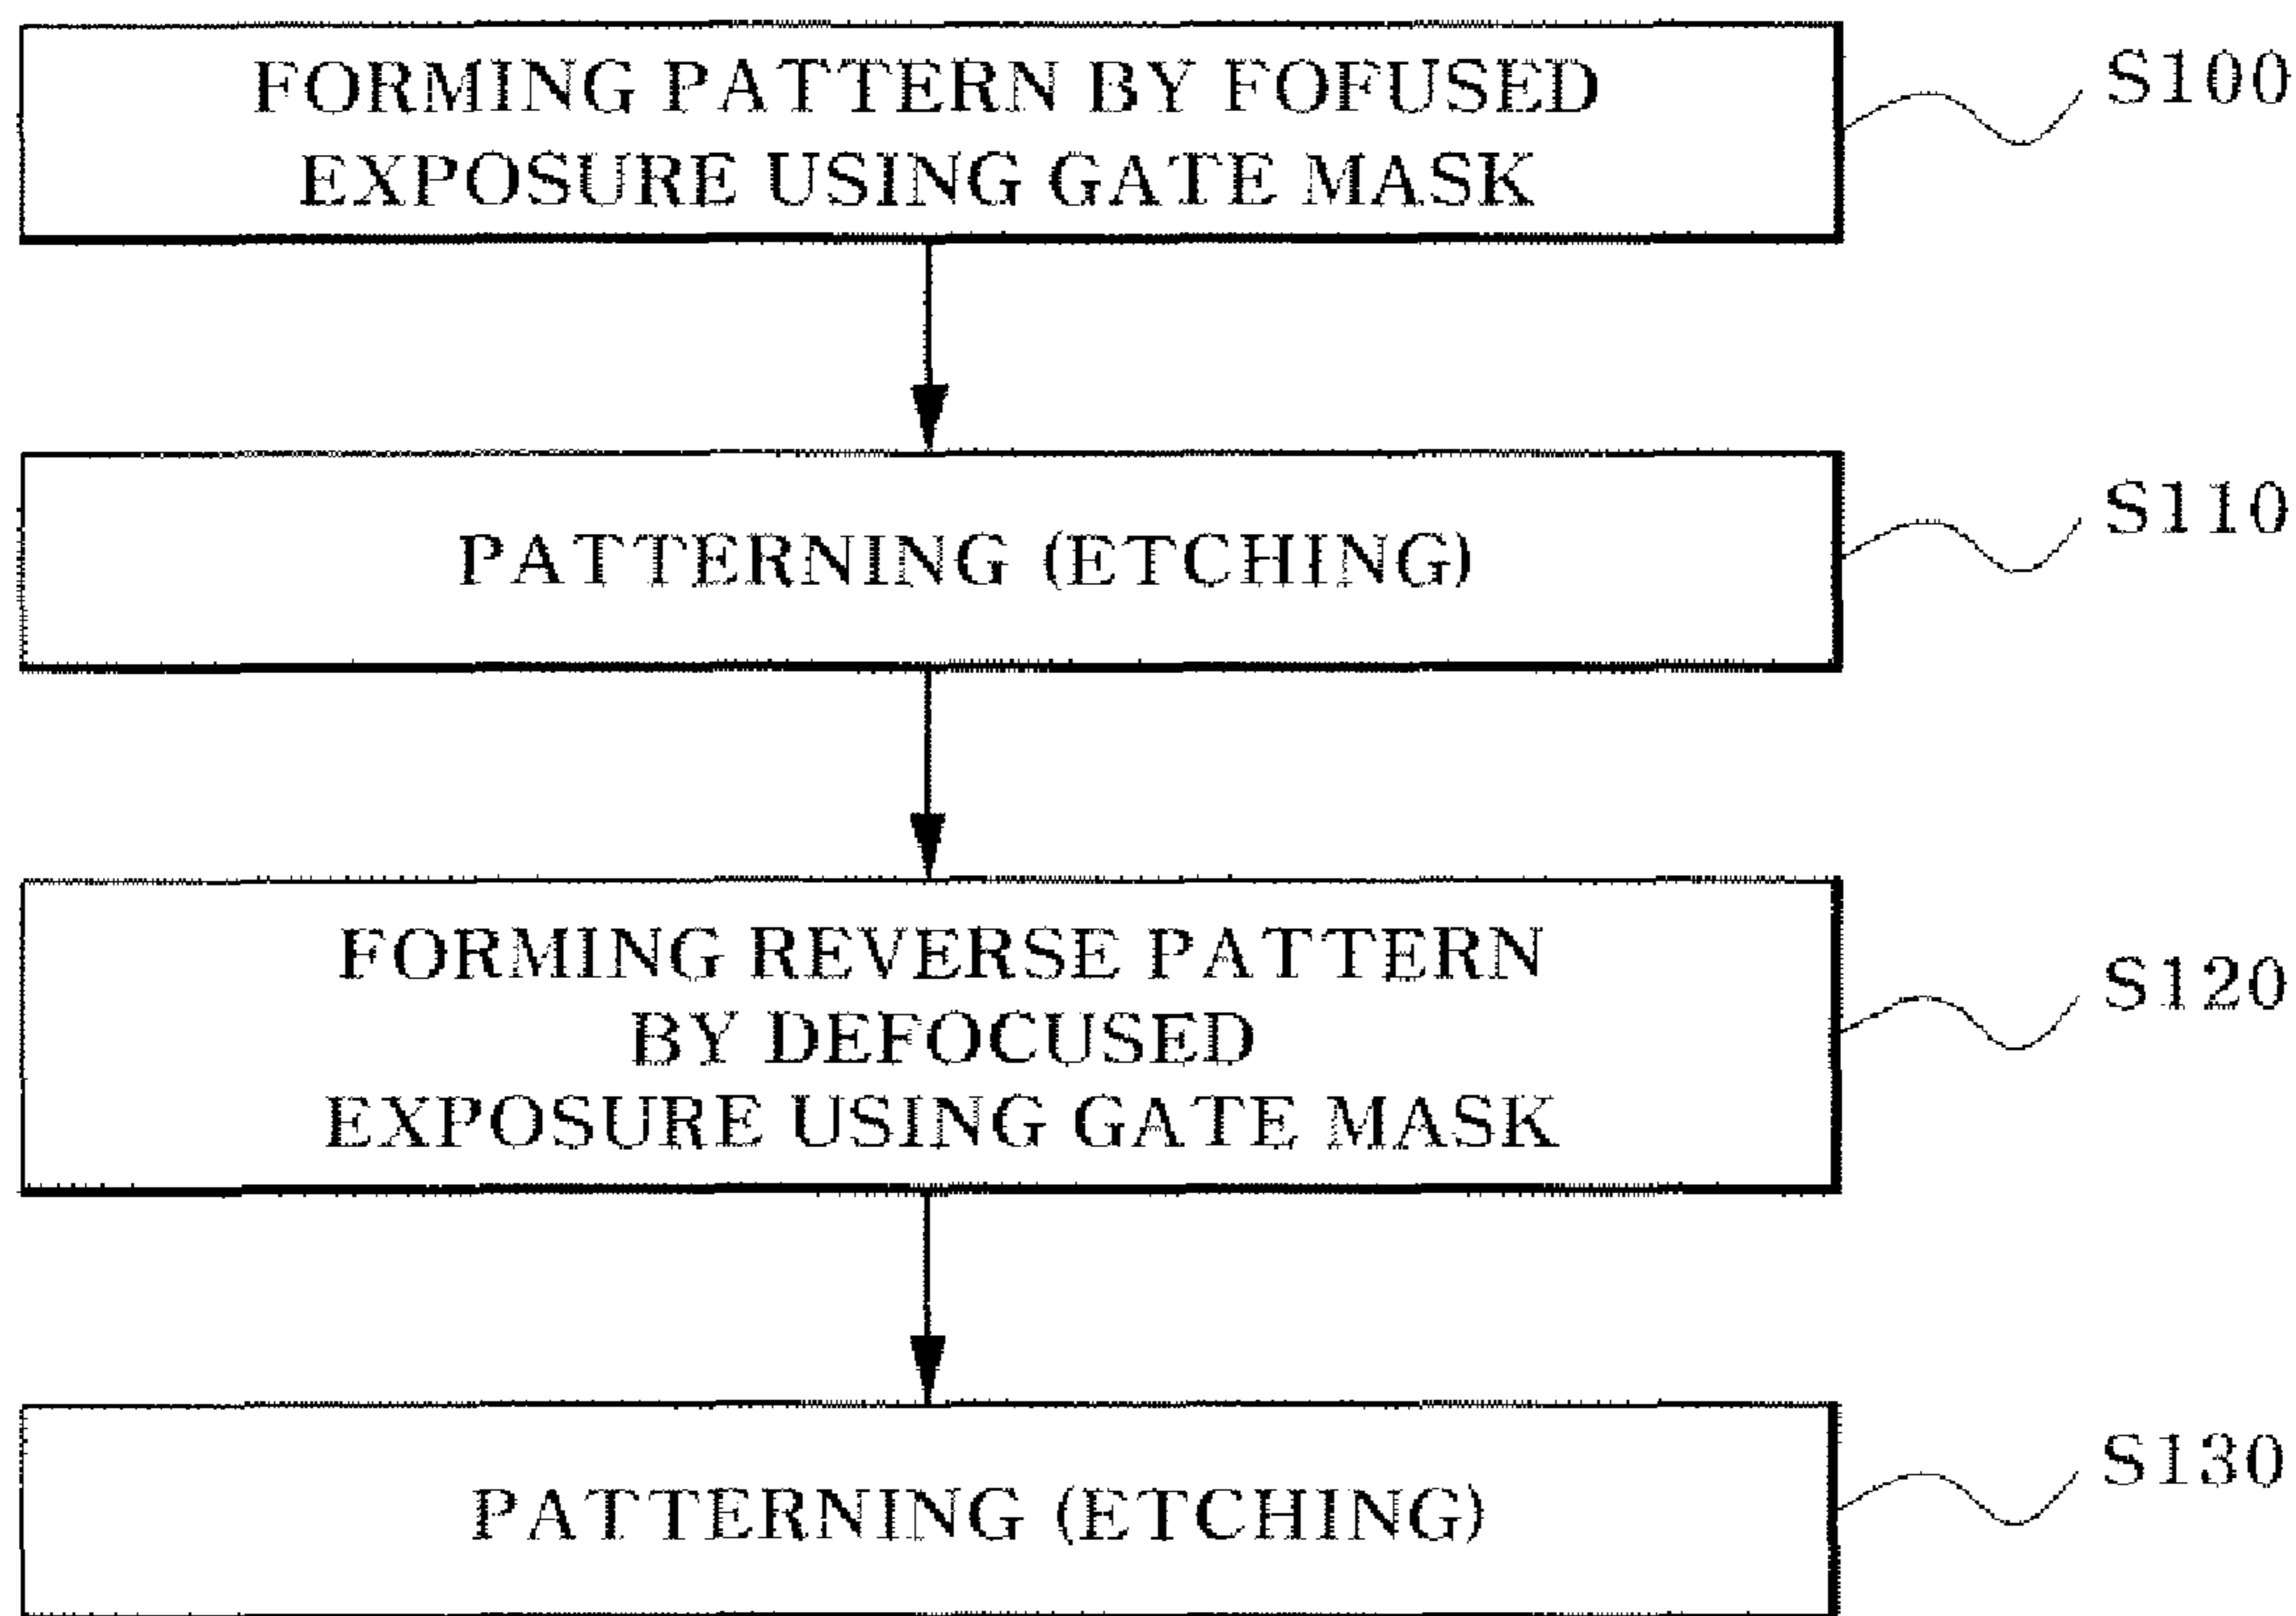 FORMING PATTERN BY FOFUSED
EXPOSURE USING GATE MASK
S100
PATTERNING (ETCHING)
S110
FORMING REVERSE PATTERN
BY DEFOCUSED
EXPOSURE USING GATE MASK
S120
PATTERNING (ETCHING)
S130